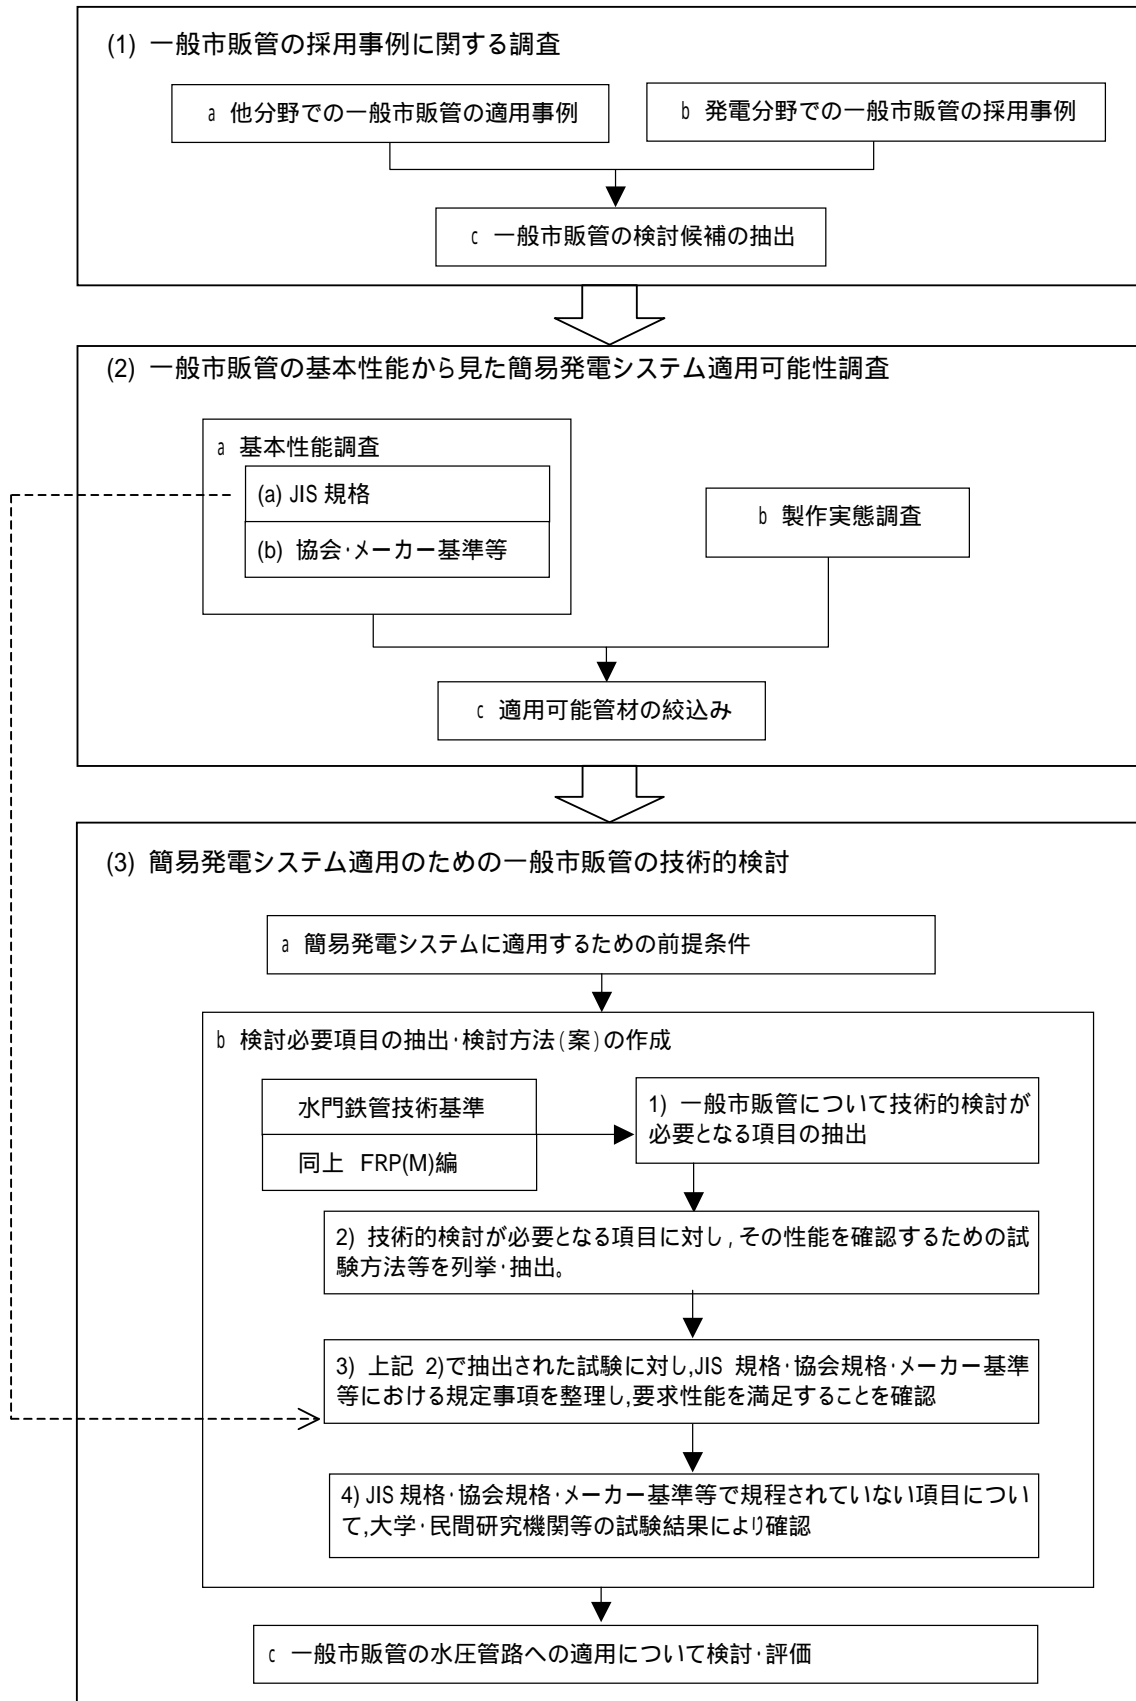 (1) 一般市販管の採用事例に関する調査
a 他分野での一般市販管の適用事例
b 発電分野での一般市販管の採用事例
c 一般市販管の検討候補の抽出
(2) 一般市販管の基本性能から見た簡易発電システム適用可能性調査
a 基本性能調査
(a) JIS 規格
(b) 協会・メーカー基準等
b 製作実態調査
c 適用可能管材の絞込み
(3) 簡易発電システム適用のための一般市販管の技術的検討
a 簡易発電システムに適用するための前提条件
b 検討必要項目の抽出・検討方法(案)の作成
水門鉄管技術基準
同上 FRP(M)編
1) 一般市販管について技術的検討が
必要となる項目の抽出
2) 技術的検討が必要となる項目に対し,その性能を確認するための試
験方法等を列挙・抽出。
3) 上記 2)で抽出された試験に対し,JIS 規格・協会規格・メーカー基準
等における規定事項を整理し,要求性能を満足することを確認
4) JIS 規格・協会規格・メーカー基準等で規程されていない項目につい
て,大学・民間研究機関等の試験結果により確認
c 一般市販管の水圧管路への適用について検討・評価